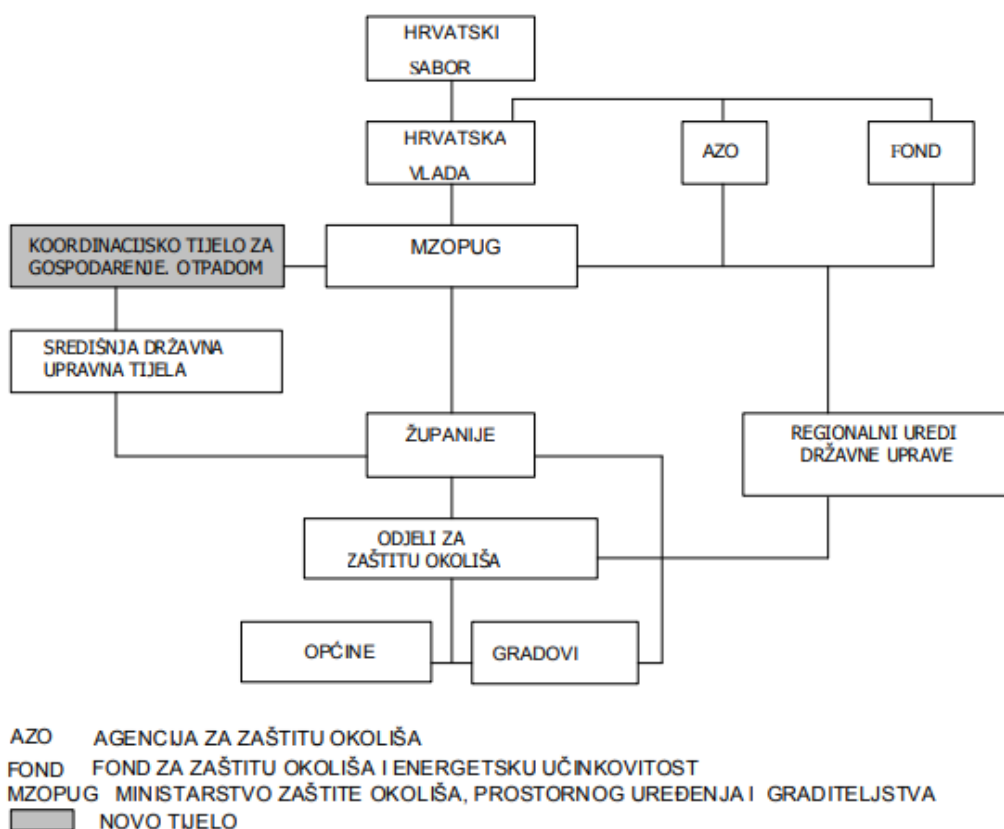 HRVATSKI
SABOR
HRVATSKA
VLADA
AZO
FOND
KOORDINACIJSKO TIJELO ZA
GOSPODARENJE. OTPADOM
MZOPUG
SREDIŠNJA DRŽAVNA
UPRAVNA TIJELA
ŽUPANIJE
REGIONALNI UREDI
DRŽAVNE UPRAVE
ODJELI ZA
ZAŠTITU OKOLIŠA
OPĆINE
GRADOVI
AZO AGENCIJA ZA ZAŠTITU OKOLIŠA
FOND FOND ZA ZAŠTITU OKOLIŠA I ENERGETSKU UČINKOVITOST
MZOPUG MINISTARSTVO ZAŠTITE OKOLIŠA, PROSTORNOG UREĐENJA I GRADITELJSTVA
NOVO TIJELO